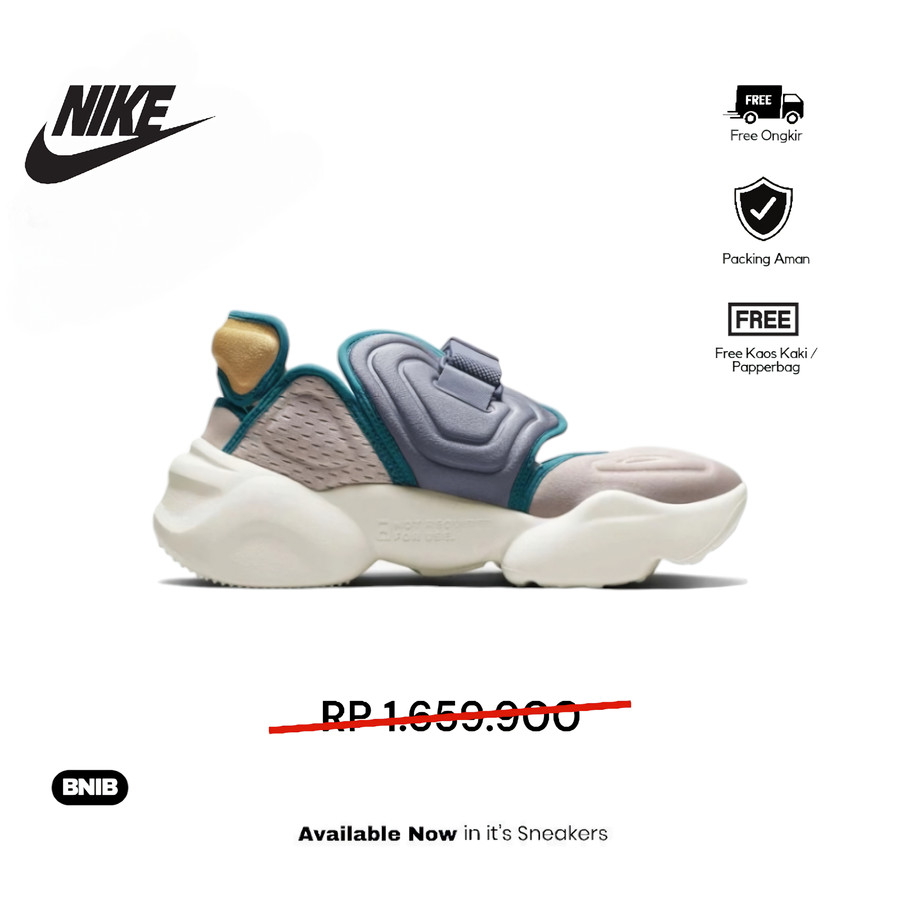 NIKE
FREE
Free Ongkir
Packing Aman
FREE
Free Kaos Kaki /
Papperbag
RP 1.659.900
BNIB
Available Now in it's Sneakers